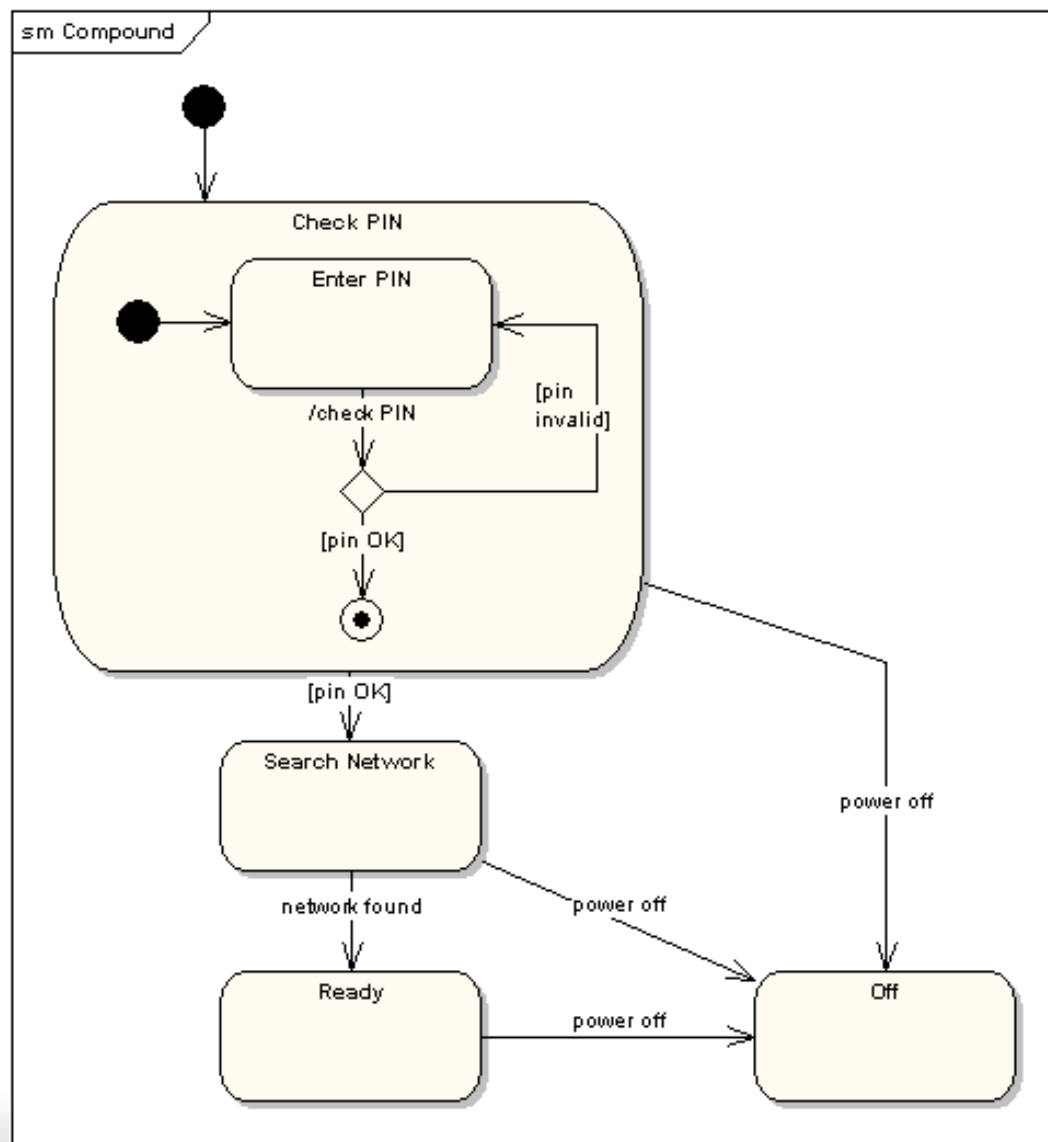 sm Compound
Check PIN
Enter PIN
/check PIN
[pin
invalid]
[pin OK]
[pin OK]
Search Network
power off
network found
power off
Ready
Off
power off